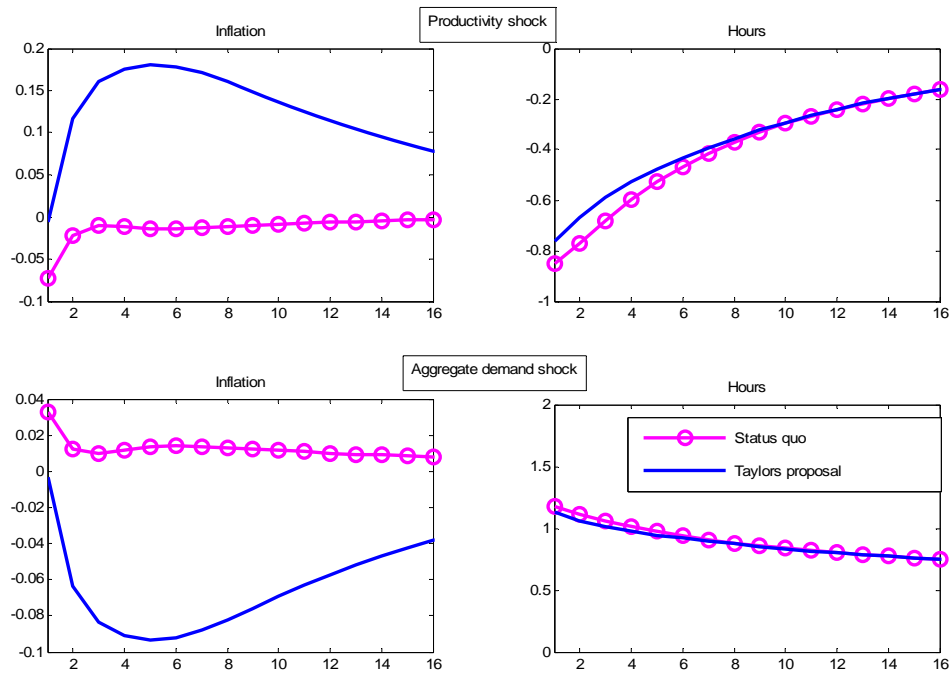 Productivity shock
Inflation
Hours
0.2
0.15
0.1
0.05
0
-0.05
-0.1
2 4 6 8 10 12 14 16
0
-0.2
-0.4
-0.6
-0.8
-1
2 4 6 8 10 12 14 16
Aggregate demand shock
Inflation
Hours
0.04
0.02
0
-0.02
-0.04
-0.06
-0.08
-0.1
2 4 6 8 10 12 14 16
2
1.5
1
0.5
0
2 4 6 8 10 12 14 16
Status quo
Taylors proposal